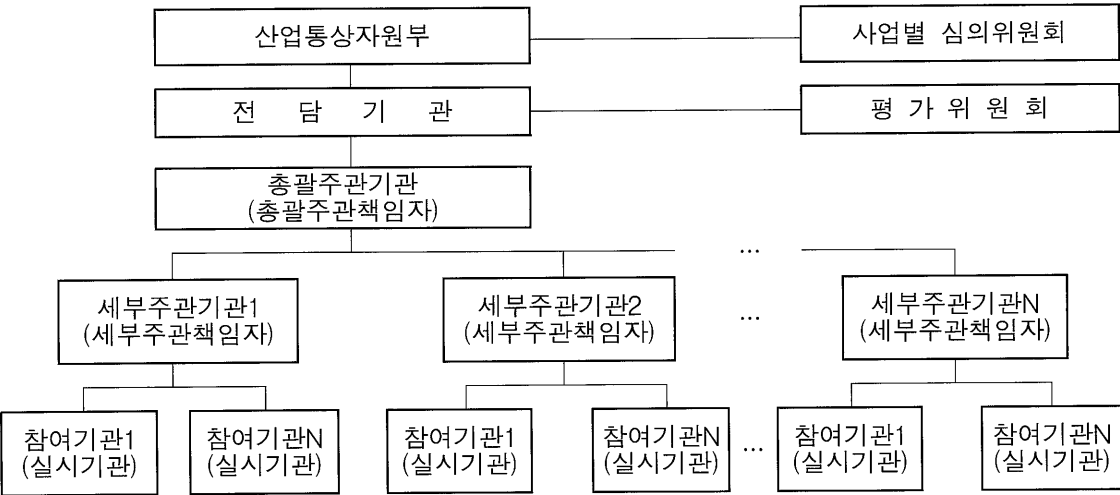 산업통상자원부
사업별 심의위원회
전 담 기 관
평 가 위 원 회
총괄주관기관
(총괄주관책임자)
...
세부주관기관1
(세부주관책임자)
세부주관기관2
(세부주관책임자)
...
세부주관기관N
(세부주관책임자)
참여기관1
(실시기관)
참여기관N
(실시기관)
참여기관1
(실시기관)
참여기관N
(실시기관)
...
참여기관1
(실시기관)
참여기관N
(실시기관)